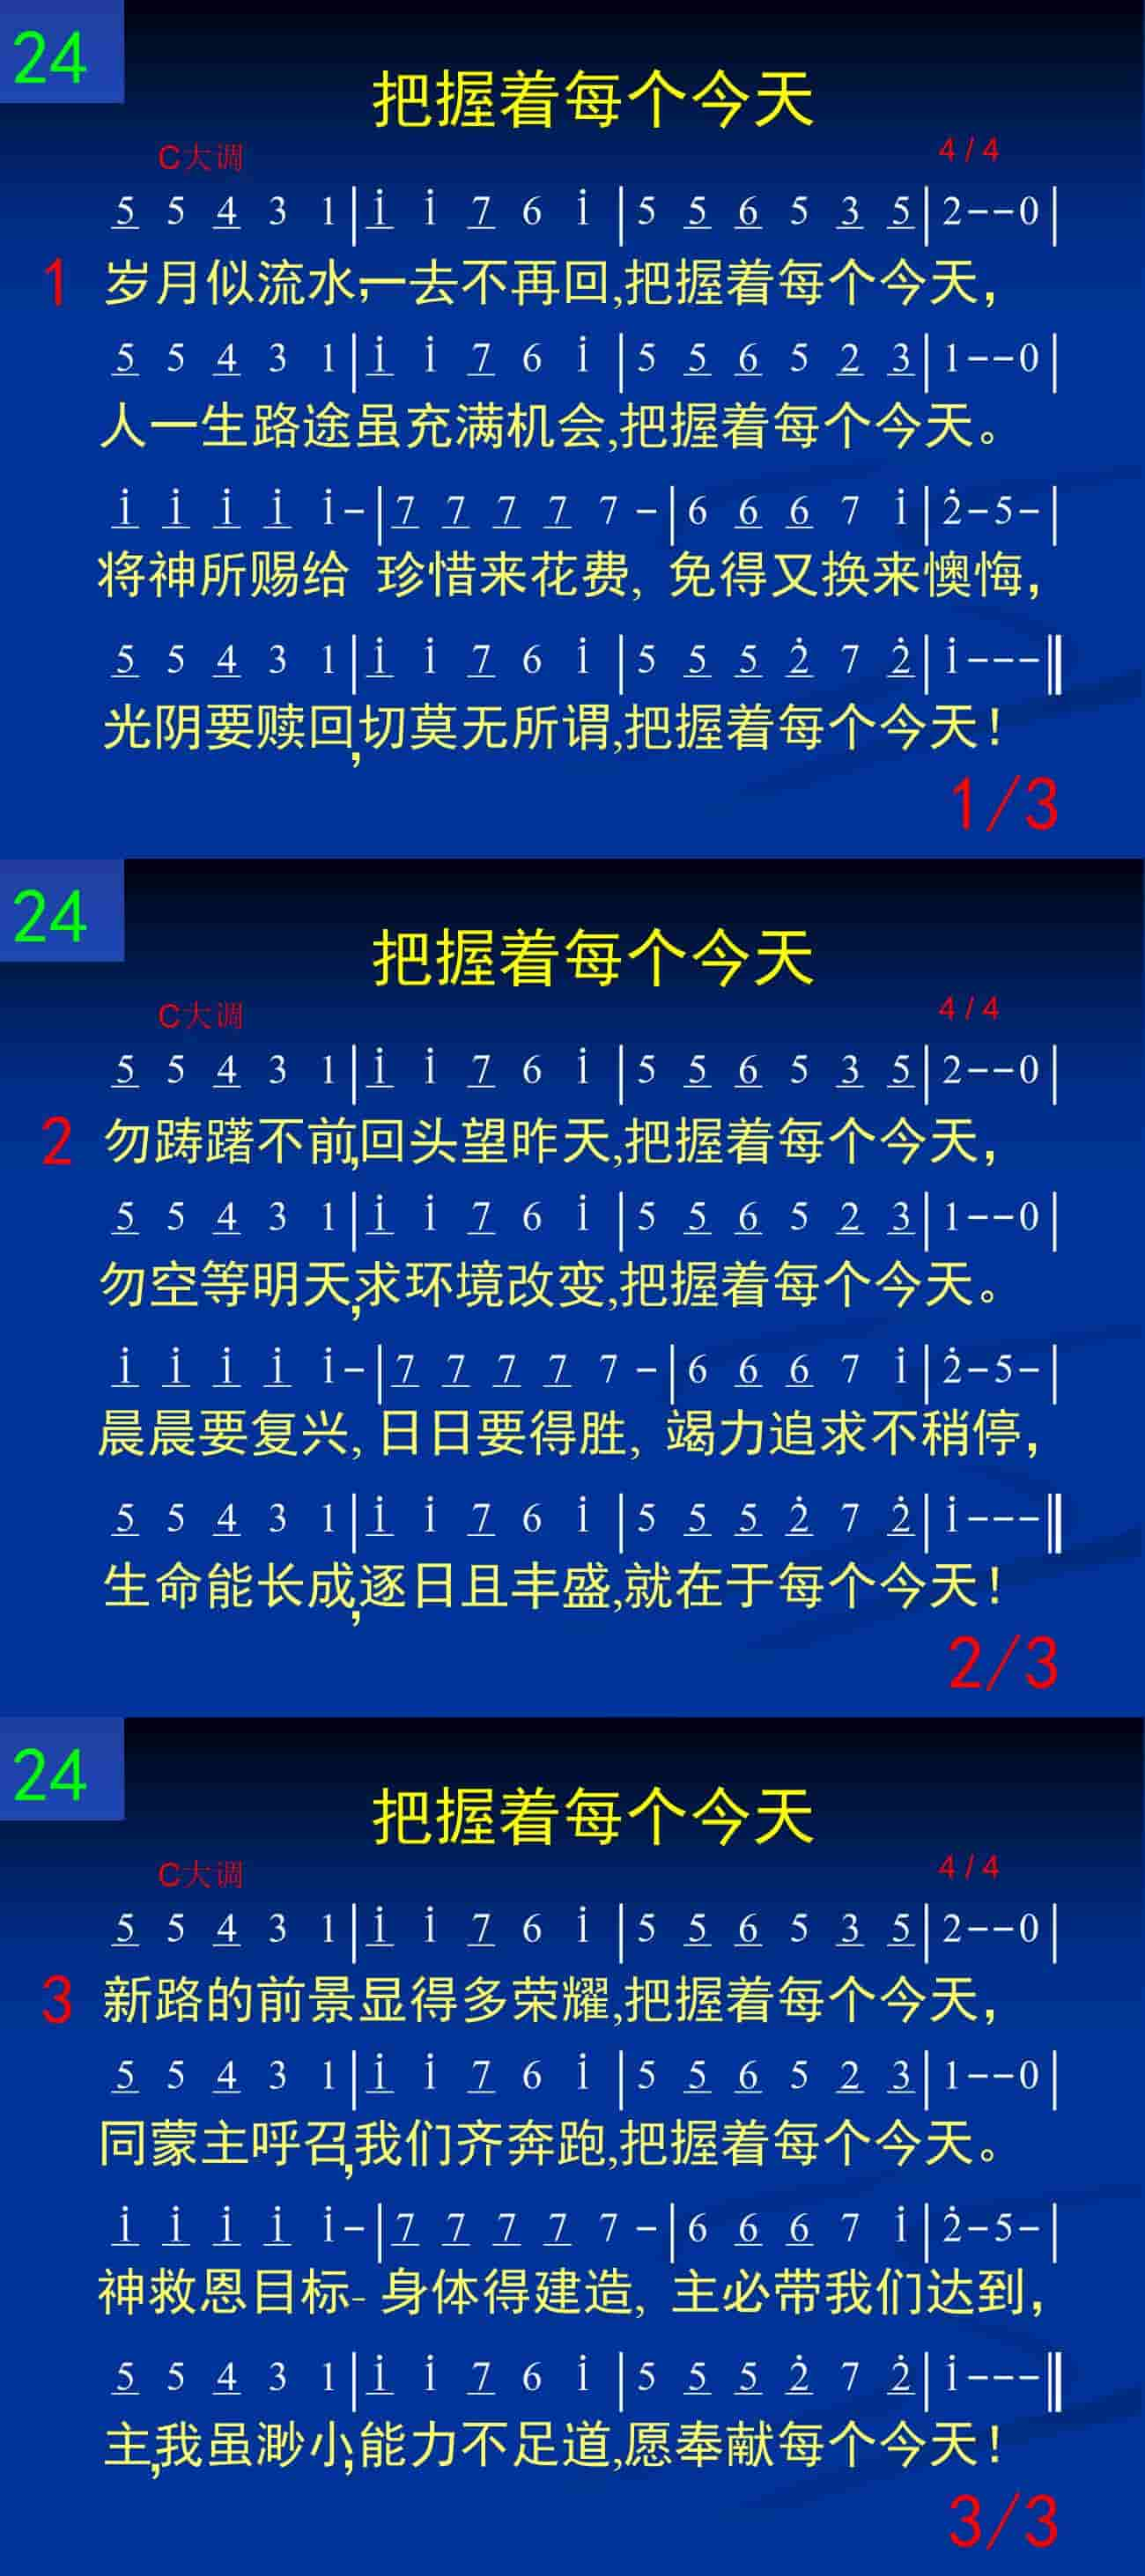 24
把握着每个今天
C大调 4/4
5 5 4 3 1|i i 7 6 i|5 5 6 5 3 5|2--0|
1 岁月似流水,一去不再回,把握着每个今天，
5 5 4 3 1|i i 7 6 i|5 5 6 5 2 3|1--0|
人一生路途虽充满机会,把握着每个今天。
i i i i i-|7 7 7 7 7-|6 6 6 7 i|2̇-5-|
将神所赐给 珍惜来花费, 免得又换来懊悔，
5 5 4 3 1|i i 7 6 i|5 5 5 2̇ 7 2̇|i---‖
光阴要赎回,切莫无所谓,把握着每个今天！
1/3
24
把握着每个今天
C大调 4/4
5 5 4 3 1|i i 7 6 i|5 5 6 5 3 5|2--0|
2 勿踌躇不前,回头望昨天,把握着每个今天，
5 5 4 3 1|i i 7 6 i|5 5 6 5 2 3|1--0|
勿空等明天,求环境改变,把握着每个今天。
i i i i i-|7 7 7 7 7-|6 6 6 7 i|2̇-5-|
晨晨要复兴, 日日要得胜, 竭力追求不稍停，
5 5 4 3 1|i i 7 6 i|5 5 5 2̇ 7 2̇|i---‖
生命能长成,逐日且丰盛,就在于每个今天！
2/3
24
把握着每个今天
C大调 4/4
5 5 4 3 1|i i 7 6 i|5 5 6 5 3 5|2--0|
3 新路的前景显得多荣耀,把握着每个今天，
5 5 4 3 1|i i 7 6 i|5 5 6 5 2 3|1--0|
同蒙主呼召,我们齐奔跑,把握着每个今天。
i i i i i-|7 7 7 7 7-|6 6 6 7 i|2̇-5-|
神救恩目标- 身体得建造, 主必带我们达到，
5 5 4 3 1|i i 7 6 i|5 5 5 2̇ 7 2̇|i---‖
主,我虽渺小,能力不足道,愿奉献每个今天！
3/3